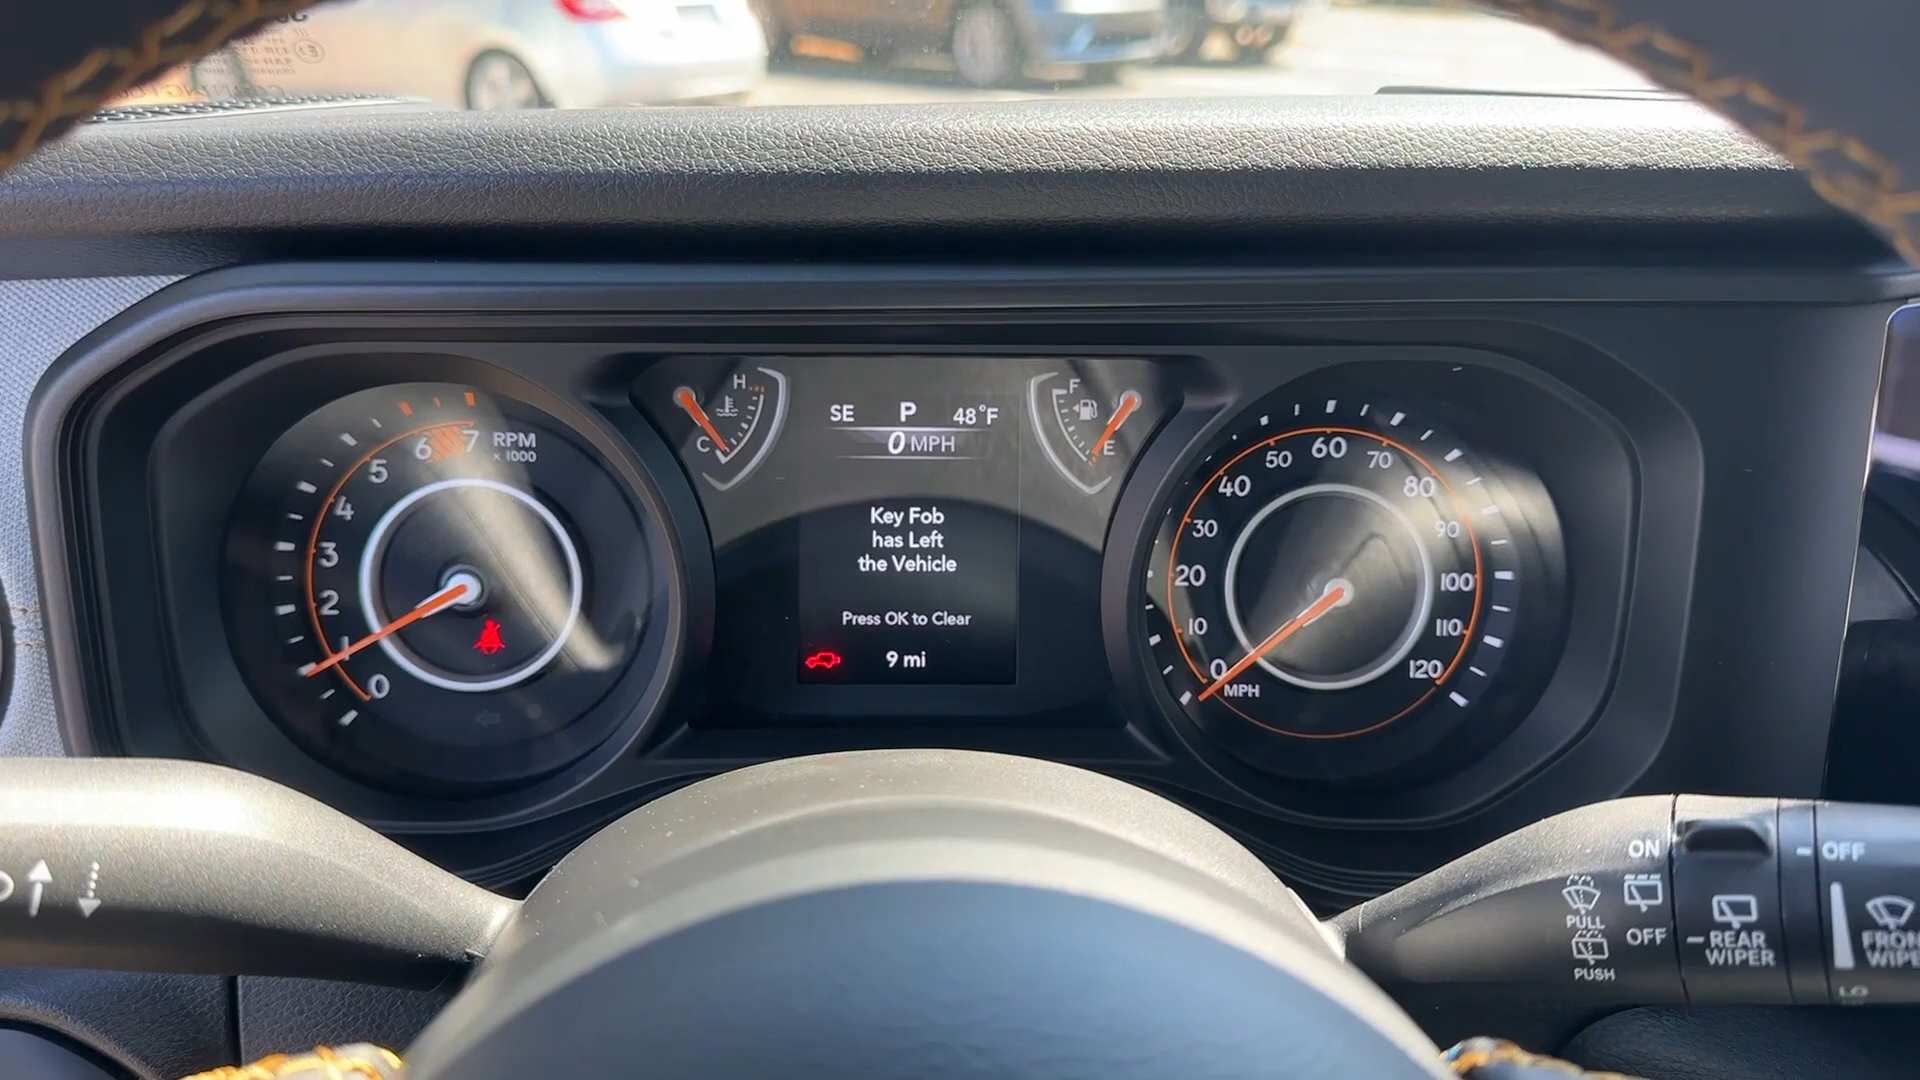 H
C
F
E
SE P 48°F
0 MPH
Key Fob
has Left
the Vehicle
Press OK to Clear
9 mi
RPM
x 1000
0
1
2
3
4
5
6
7
0
10
20
30
40
50
60
70
80
90
100
110
120
MPH
ON
PULL
OFF
PUSH
REAR
WIPER
OFF
LO